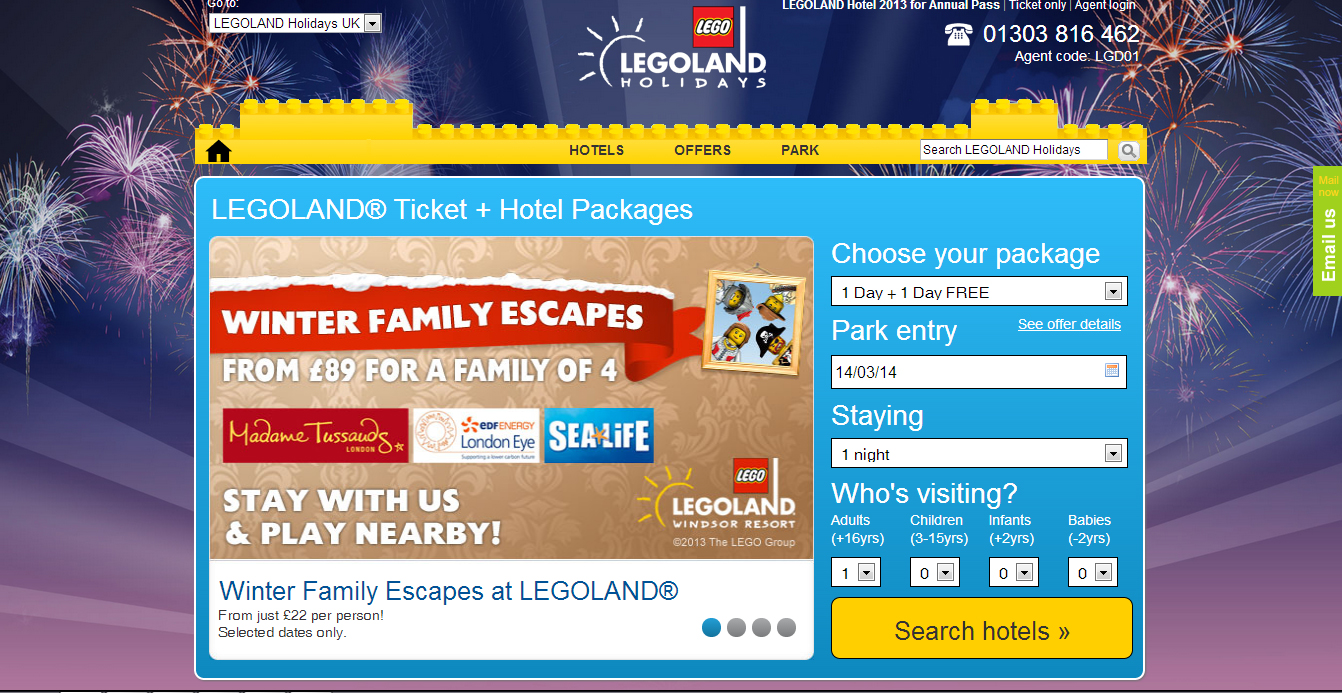 Go to:
LEGOLAND Holidays UK
LEGO
LEGOLAND
HOLIDAYS
LEGOLAND Hotel 2013 for Annual Pass | Ticket only | Agent login
01303 816 462
Agent code: LGD01
HOTELS OFFERS PARK Search LEGOLAND Holidays
Mail now
Email us
LEGOLAND® Ticket + Hotel Packages
WINTER FAMILY ESCAPES
FROM £89 FOR A FAMILY OF 4
Madame Tussauds
LONDON
EDF ENERGY
London Eye
Supporting a lower carbon future
SEA LIFE
STAY WITH US
& PLAY NEARBY!
LEGO
LEGOLAND
WINDSOR RESORT
©2013 The LEGO Group
Winter Family Escapes at LEGOLAND®
From just £22 per person!
Selected dates only.
Choose your package
1 Day + 1 Day FREE
Park entry See offer details
14/03/14
Staying
1 night
Who's visiting?
Adults Children Infants Babies
(+16yrs) (3-15yrs) (+2yrs) (-2yrs)
1 0 0 0
Search hotels »